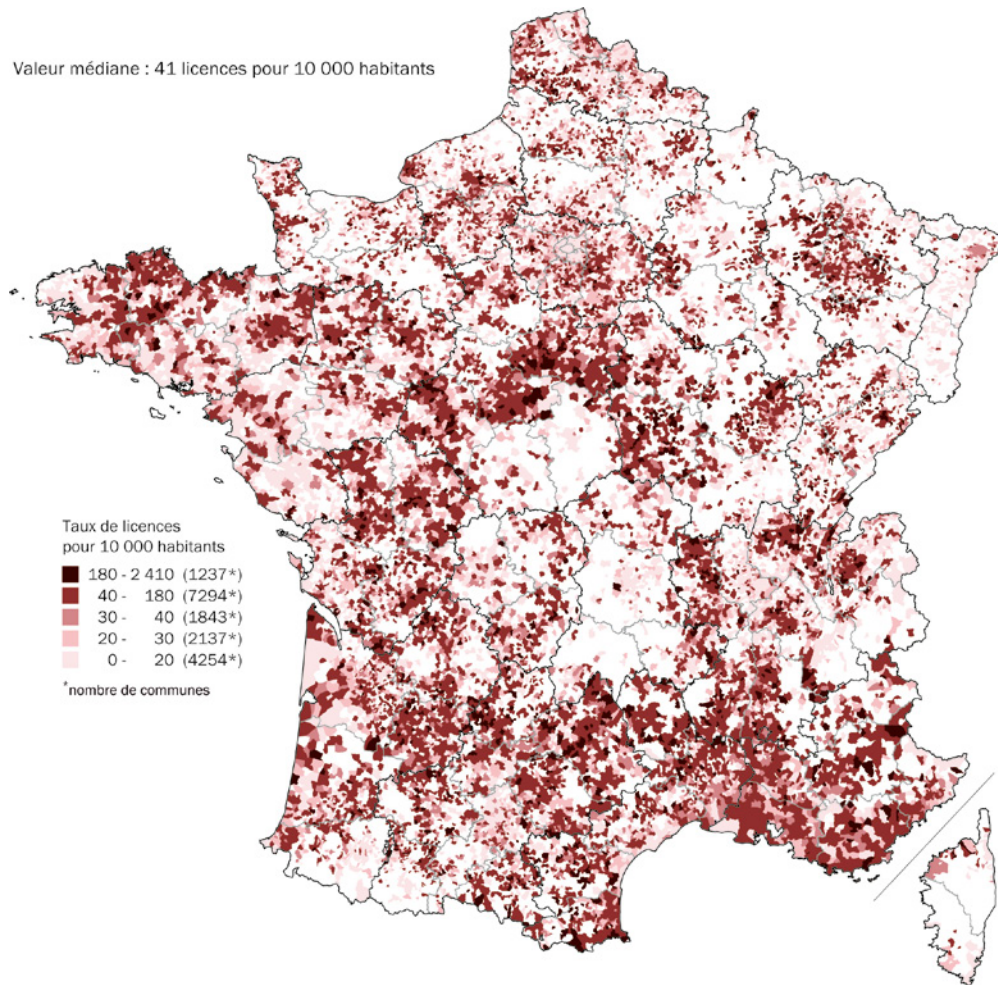 Valeur médiane : 41 licences pour 10 000 habitants
Taux de licences
pour 10 000 habitants
180 - 2 410 (1237*)
40 - 180 (7294*)
30 - 40 (1843*)
20 - 30 (2137*)
0 - 20 (4254*)
*nombre de communes